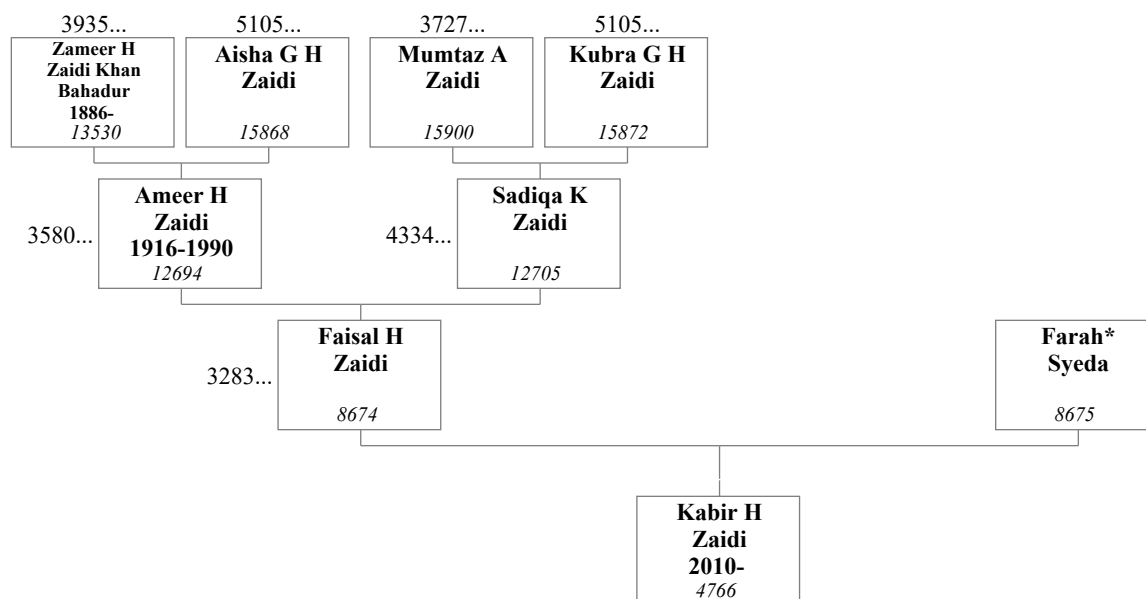 3935...
5105...
3727...
5105...
Zameer H
Zaidi Khan
Bahadur
1886-
13530
Aisha G H
Zaidi
15868
Mumtaz A
Zaidi
15900
Kubra G H
Zaidi
15872
3580...
Ameer H
Zaidi
1916-1990
12694
4334...
Sadiqa K
Zaidi
12705
3283...
Faisal H
Zaidi
8674
Farah*
Syeda
8675
Kabir H
Zaidi
2010-
4766